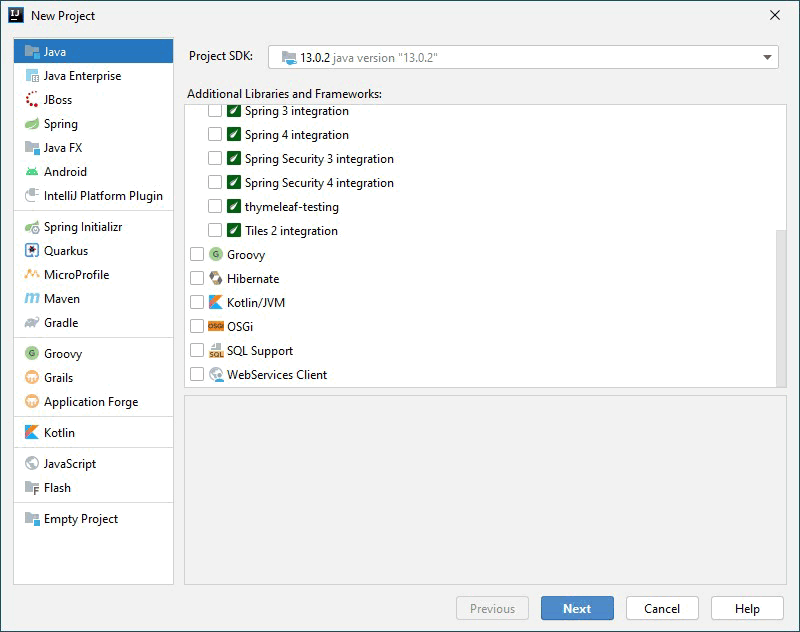 New Project
Java
Java Enterprise
JBoss
Spring
Java FX
Android
IntelliJ Platform Plugin
Spring Initializr
Quarkus
MicroProfile
Maven
Gradle
Groovy
Grails
Application Forge
Kotlin
JavaScript
Flash
Empty Project
Project SDK: 13.0.2 java version "13.0.2"
Additional Libraries and Frameworks:
Spring 3 integration
Spring 4 integration
Spring Security 3 integration
Spring Security 4 integration
thymeleaf-testing
Tiles 2 integration
Groovy
Hibernate
Kotlin/JVM
OSGi
SQL Support
WebServices Client
Previous Next Cancel Help